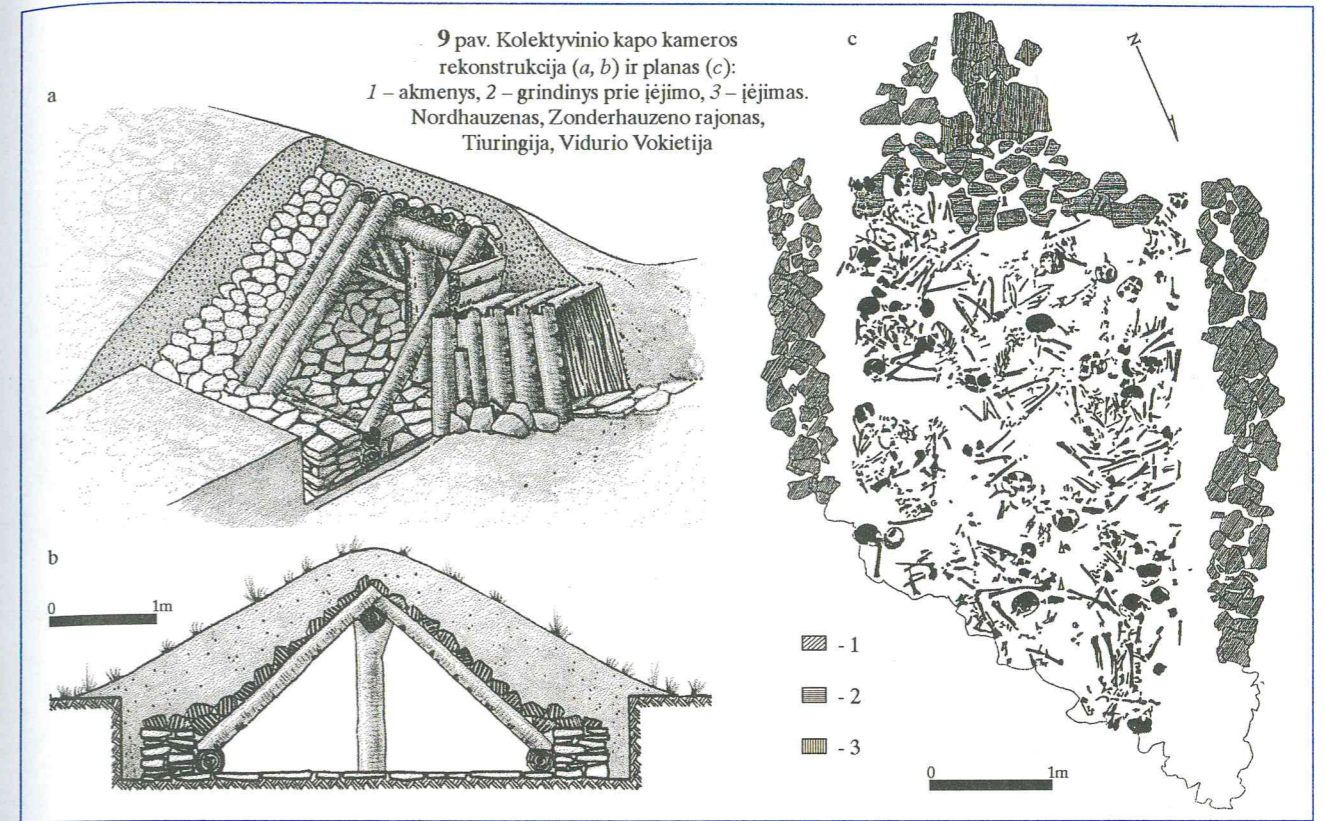 9 pav. Kolektyvinio kapo kameros
rekonstrukcija (a, b) ir planas (c):
1 – akmenys, 2 – grindinys prie įėjimo, 3 – įėjimas.
Nordhauzenas, Zonderhauzeno rajonas,
Tiuringija, Vidurio Vokietija
a
b
0 1m
c
N
- 1
- 2
- 3
0 1m